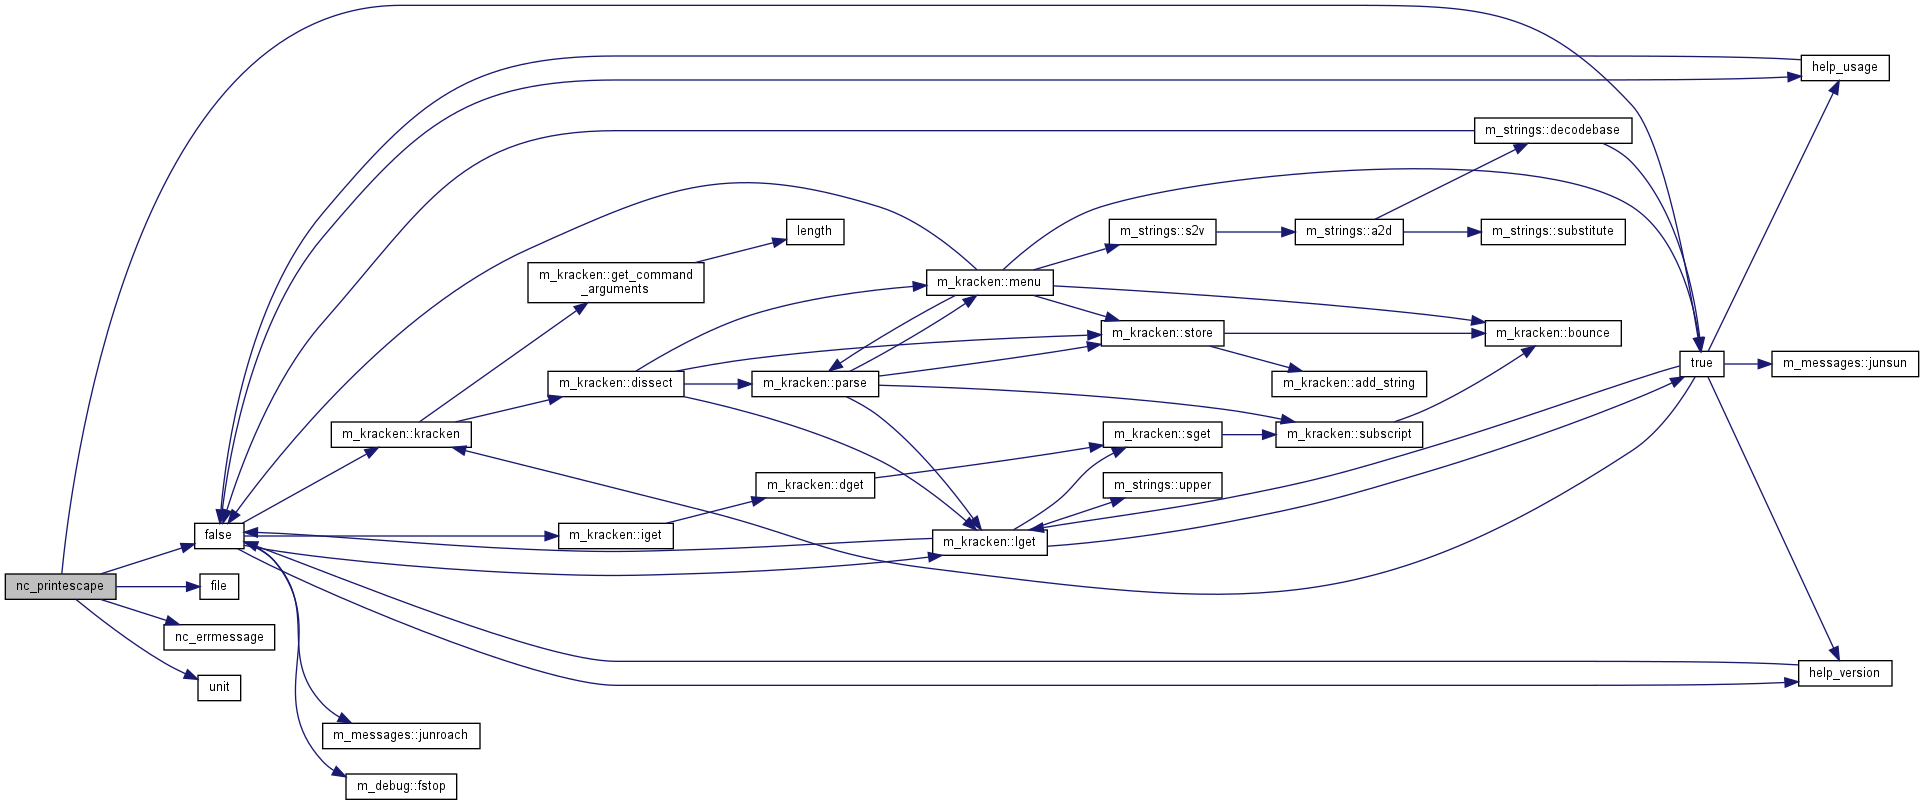 help_usage
m_strings::decodebase
length
m_strings::s2v
m_strings::a2d
m_strings::substitute
m_kracken::get_command
_arguments
m_kracken::menu
m_kracken::store
m_kracken::bounce
true
m_messages::junsun
m_kracken::dissect
m_kracken::parse
m_kracken::add_string
m_kracken::kracken
m_kracken::sget
m_kracken::subscript
m_kracken::dget
m_strings::upper
false
m_kracken::iget
m_kracken::lget
nc_printescape
file
nc_errmessage
help_version
unit
m_messages::junroach
m_debug::fstop